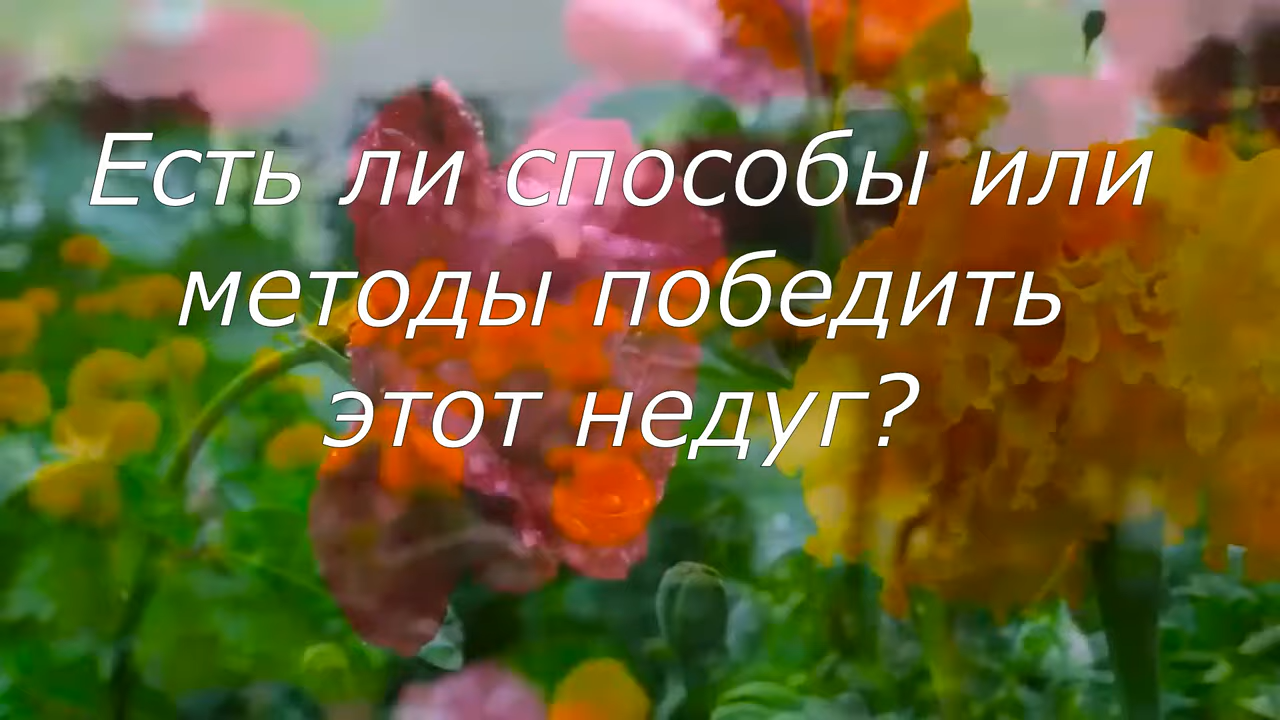 Есть ли способы или
методы победить
этот недуг?